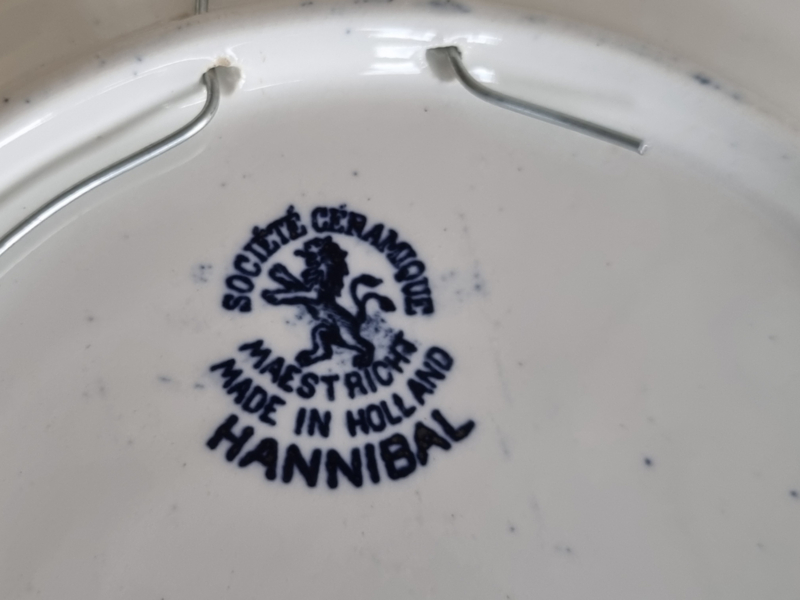 SOCIÉTÉ CÉRAMIQUE
MAESTRICHT
MADE IN HOLLAND
HANNIBAL